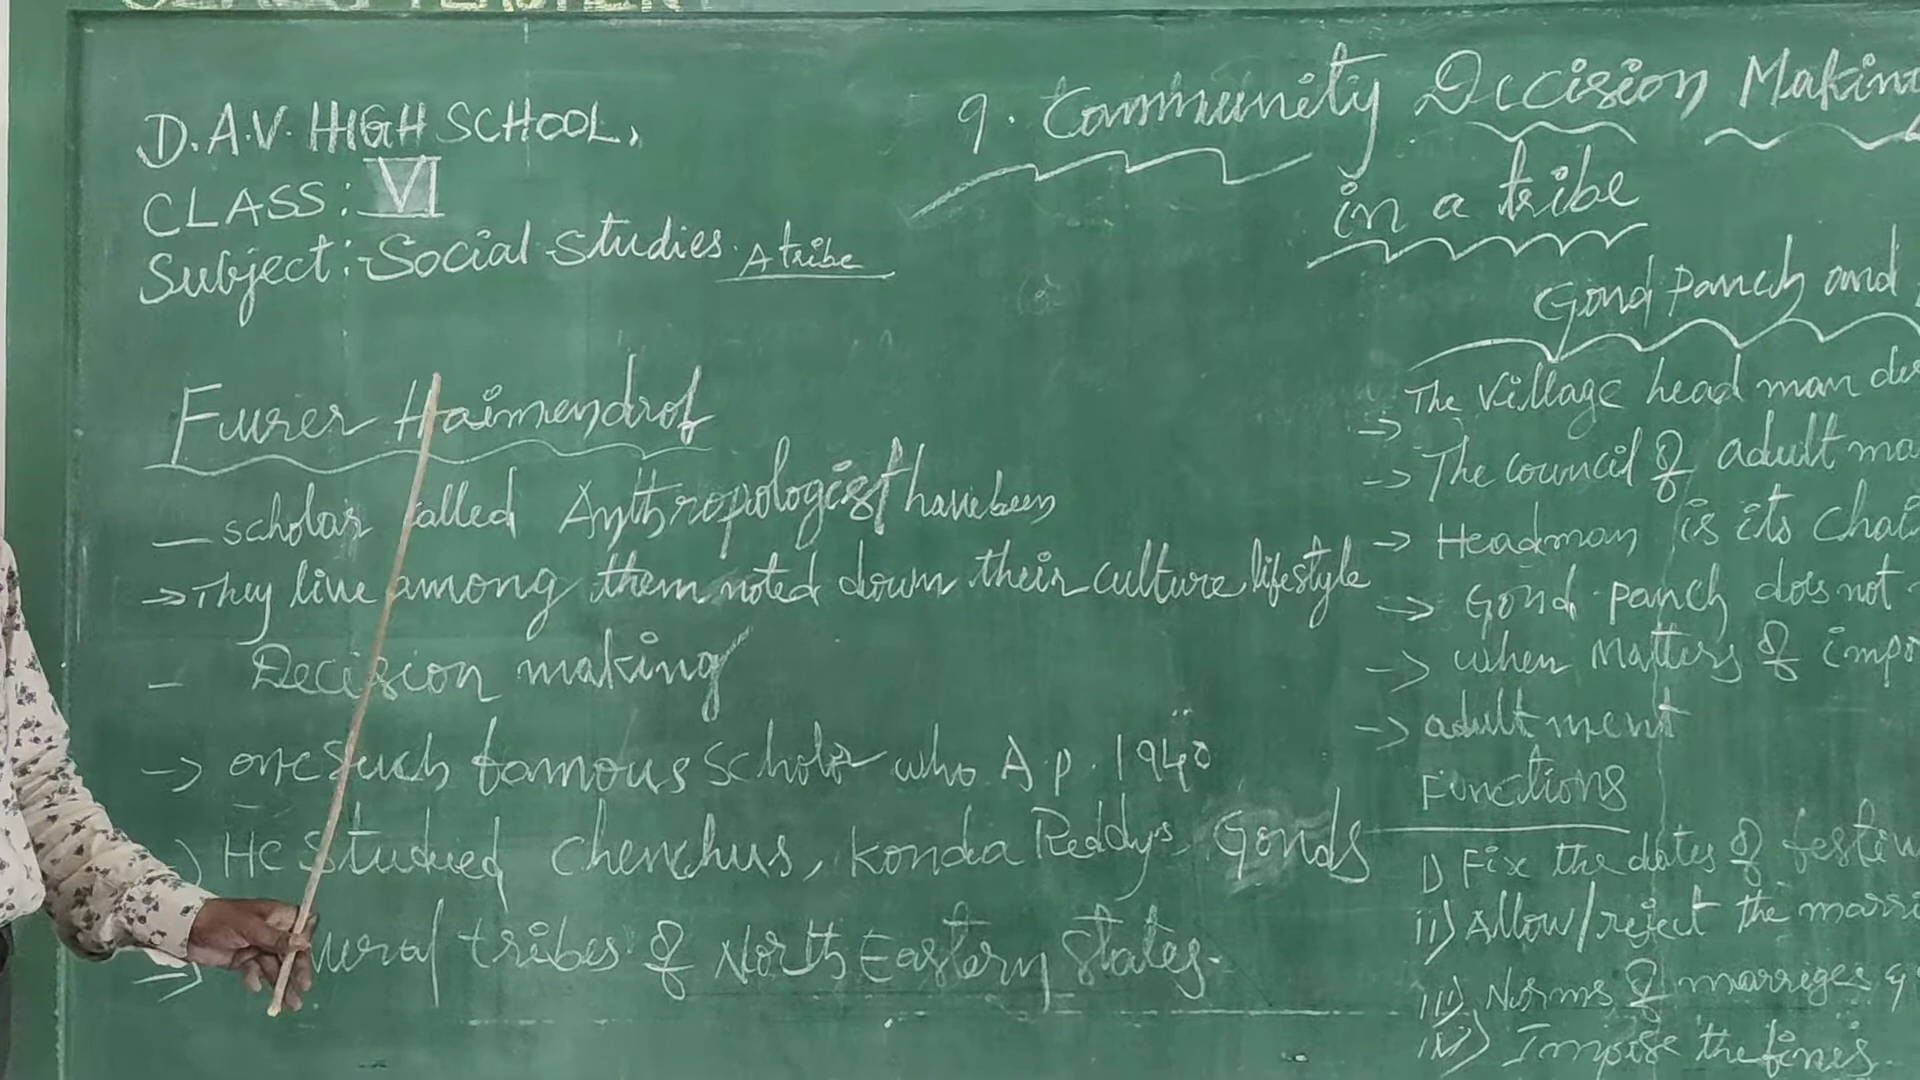 D.A.V. HIGH SCHOOL,
CLASS: VI
Subject: Social Studies. A tribe
9. Community Decision Making
in a tribe
Furer Haimendrof
— scholar called Anthropologist have been
→ They live among them, noted down their culture lifestyle
- Decision making
→ one such famous scholar who A.P. 1940
He Studied Chenchus, Konda Reddys, Gonds
tribes of North Eastern States.
Gond panch and
→ The Village head man
→ The council of adult
→ Headman is its
→ Gond panch does not
→ when Matters of
→ adult ment
Functions
i) Fix the dates of
ii) Allow/reject the
iii) Norms of marriges
iv) Impose the fines.